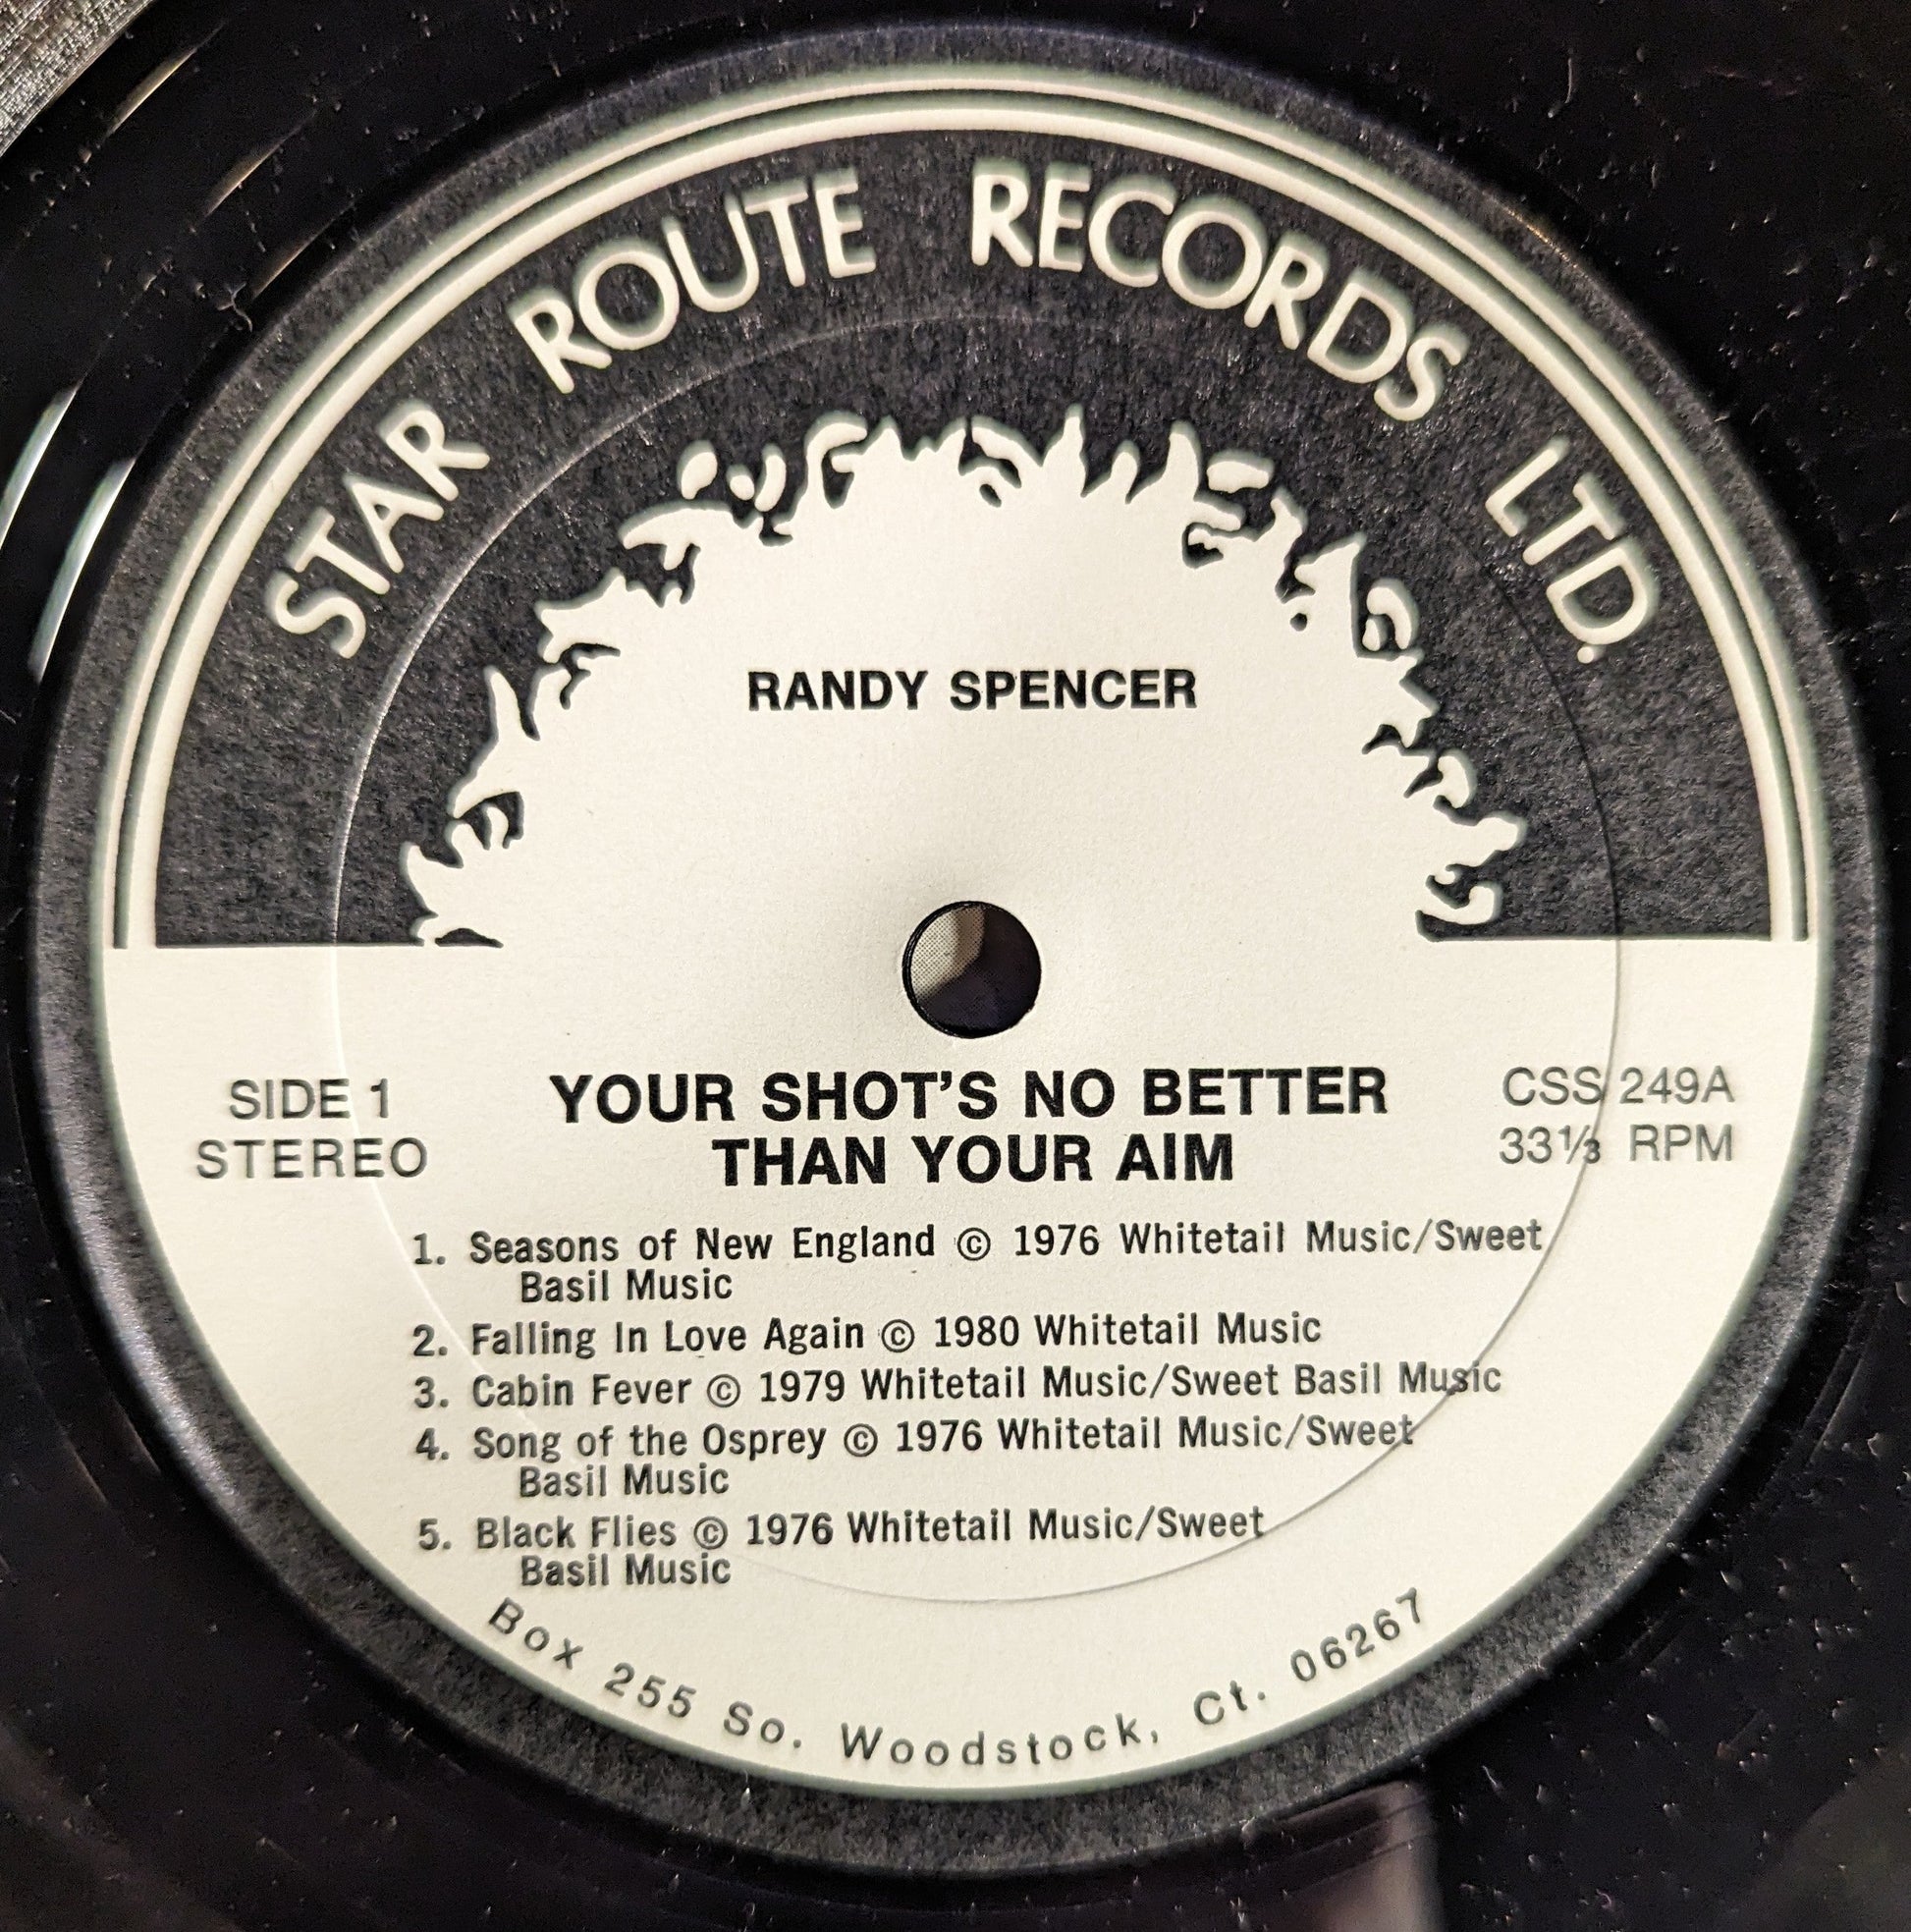 STAR ROUTE RECORDS LTD.
RANDY SPENCER
SIDE 1
STEREO
YOUR SHOT'S NO BETTER
THAN YOUR AIM
CSS 249A
33⅓ RPM
1. Seasons of New England © 1976 Whitetail Music/Sweet
Basil Music
2. Falling In Love Again © 1980 Whitetail Music
3. Cabin Fever © 1979 Whitetail Music/Sweet Basil Music
4. Song of the Osprey © 1976 Whitetail Music/Sweet
Basil Music
5. Black Flies © 1976 Whitetail Music/Sweet
Basil Music
Box 255 So. Woodstock, Ct. 06267